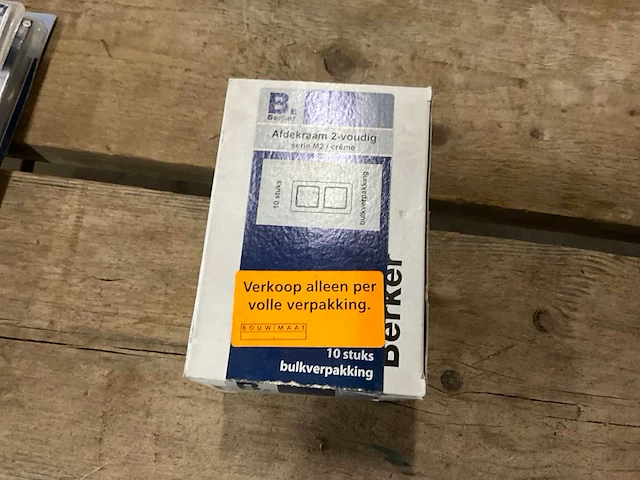 B.
Berker
Afdekraam 2-voudig
serie M2 / crème
10 stuks
bulkverpakking
Verkoop alleen per
volle verpakking.
BOUWMAAT
10 stuks
bulkverpakking
Berker